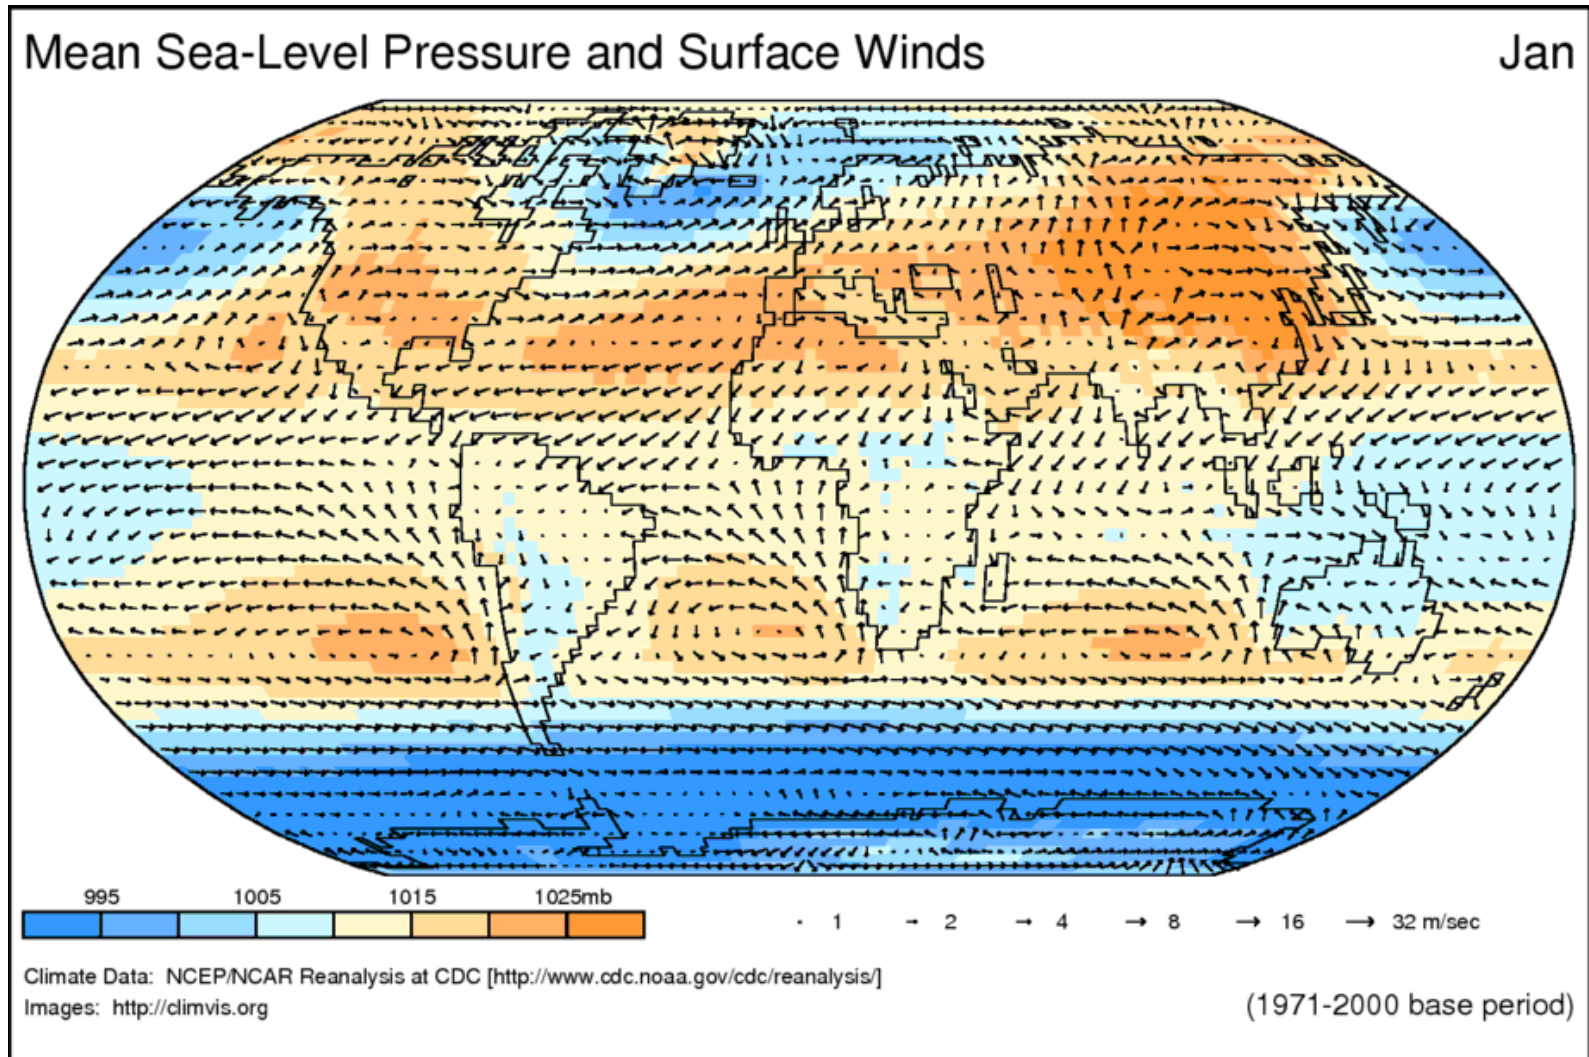 Mean Sea-Level Pressure and Surface Winds Jan
995 1005 1015 1025mb
1 2 4 8 16 32 m/sec
Climate Data: NCEP/NCAR Reanalysis at CDC [http://www.cdc.noaa.gov/cdc/reanalysis/]
Images: http://climvis.org
(1971-2000 base period)